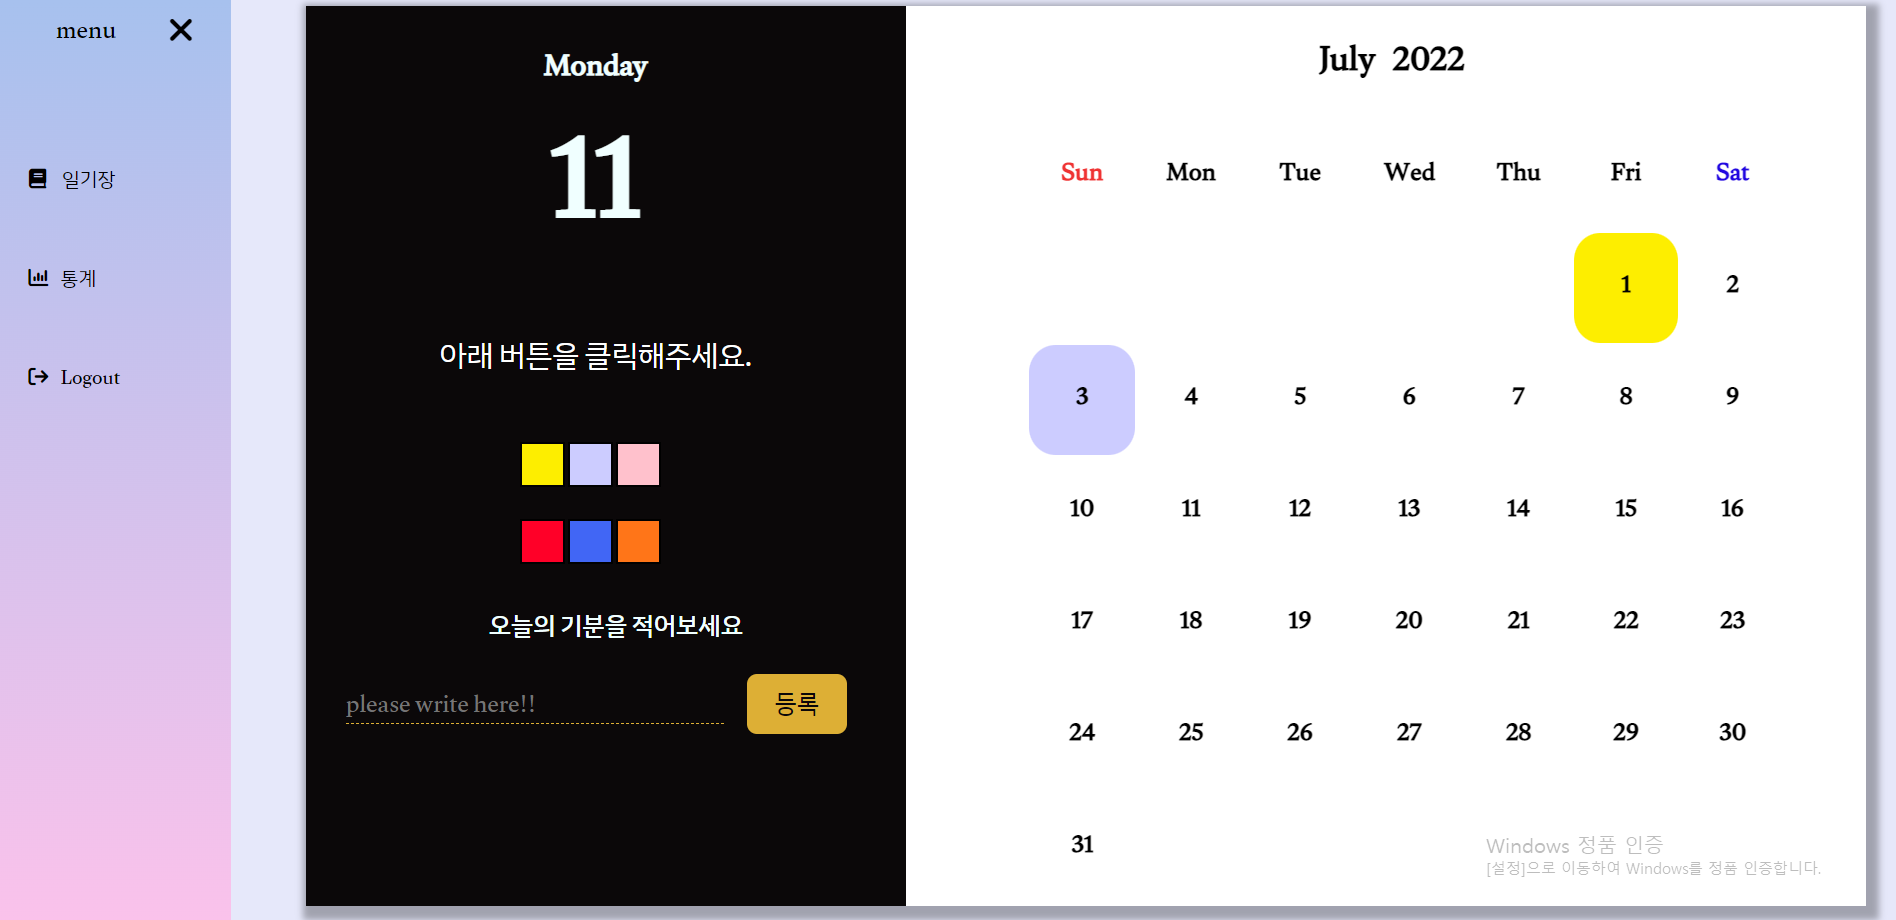 menu
일기장
통계
Logout
Monday
11
아래 버튼을 클릭해주세요.
오늘의 기분을 적어보세요
please write here!!
등록
July 2022
Sun Mon Tue Wed Thu Fri Sat
1 2
3 4 5 6 7 8 9
10 11 12 13 14 15 16
17 18 19 20 21 22 23
24 25 26 27 28 29 30
31
Windows 정품 인증
[설정]으로 이동하여 Windows를 정품 인증합니다.